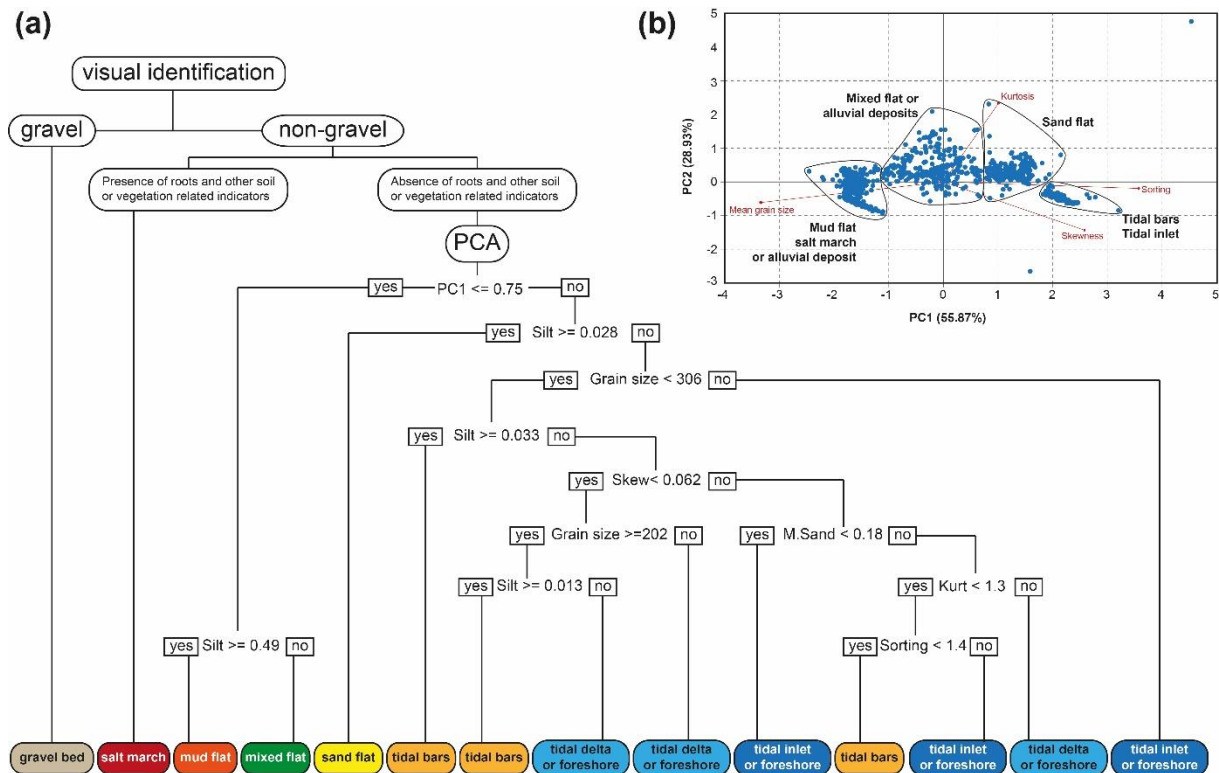 (a)
visual identification
gravel
non-gravel
Presence of roots and other soil
or vegetation related indicators
Absence of roots and other soil
or vegetation related indicators
PCA
yes PC1 <= 0.75 no
yes Silt >= 0.028 no
yes Grain size < 306 no
yes Silt >= 0.033 no
yes Skew< 0.062 no
yes Grain size >=202 no
yes M.Sand < 0.18 no
yes Silt >= 0.013 no
yes Kurt < 1.3 no
yes Silt >= 0.49 no
yes Sorting < 1.4 no
gravel bed
salt march
mud flat
mixed flat
sand flat
tidal bars
tidal bars
tidal delta
or foreshore
tidal delta
or foreshore
tidal inlet
or foreshore
tidal bars
tidal inlet
or foreshore
tidal delta
or foreshore
tidal inlet
or foreshore
(b)
5
4
3
2
1
0
-1
-2
-3
PC2 (28.93%)
Mixed flat or
alluvial deposits
Kurtosis
Sand flat
Mean grain size
Sorting
Skewness
Mud flat
salt march
or alluvial deposit
Tidal bars
Tidal inlet
-4 -3 -2 -1 0 1 2 3 4 5
PC1 (55.87%)